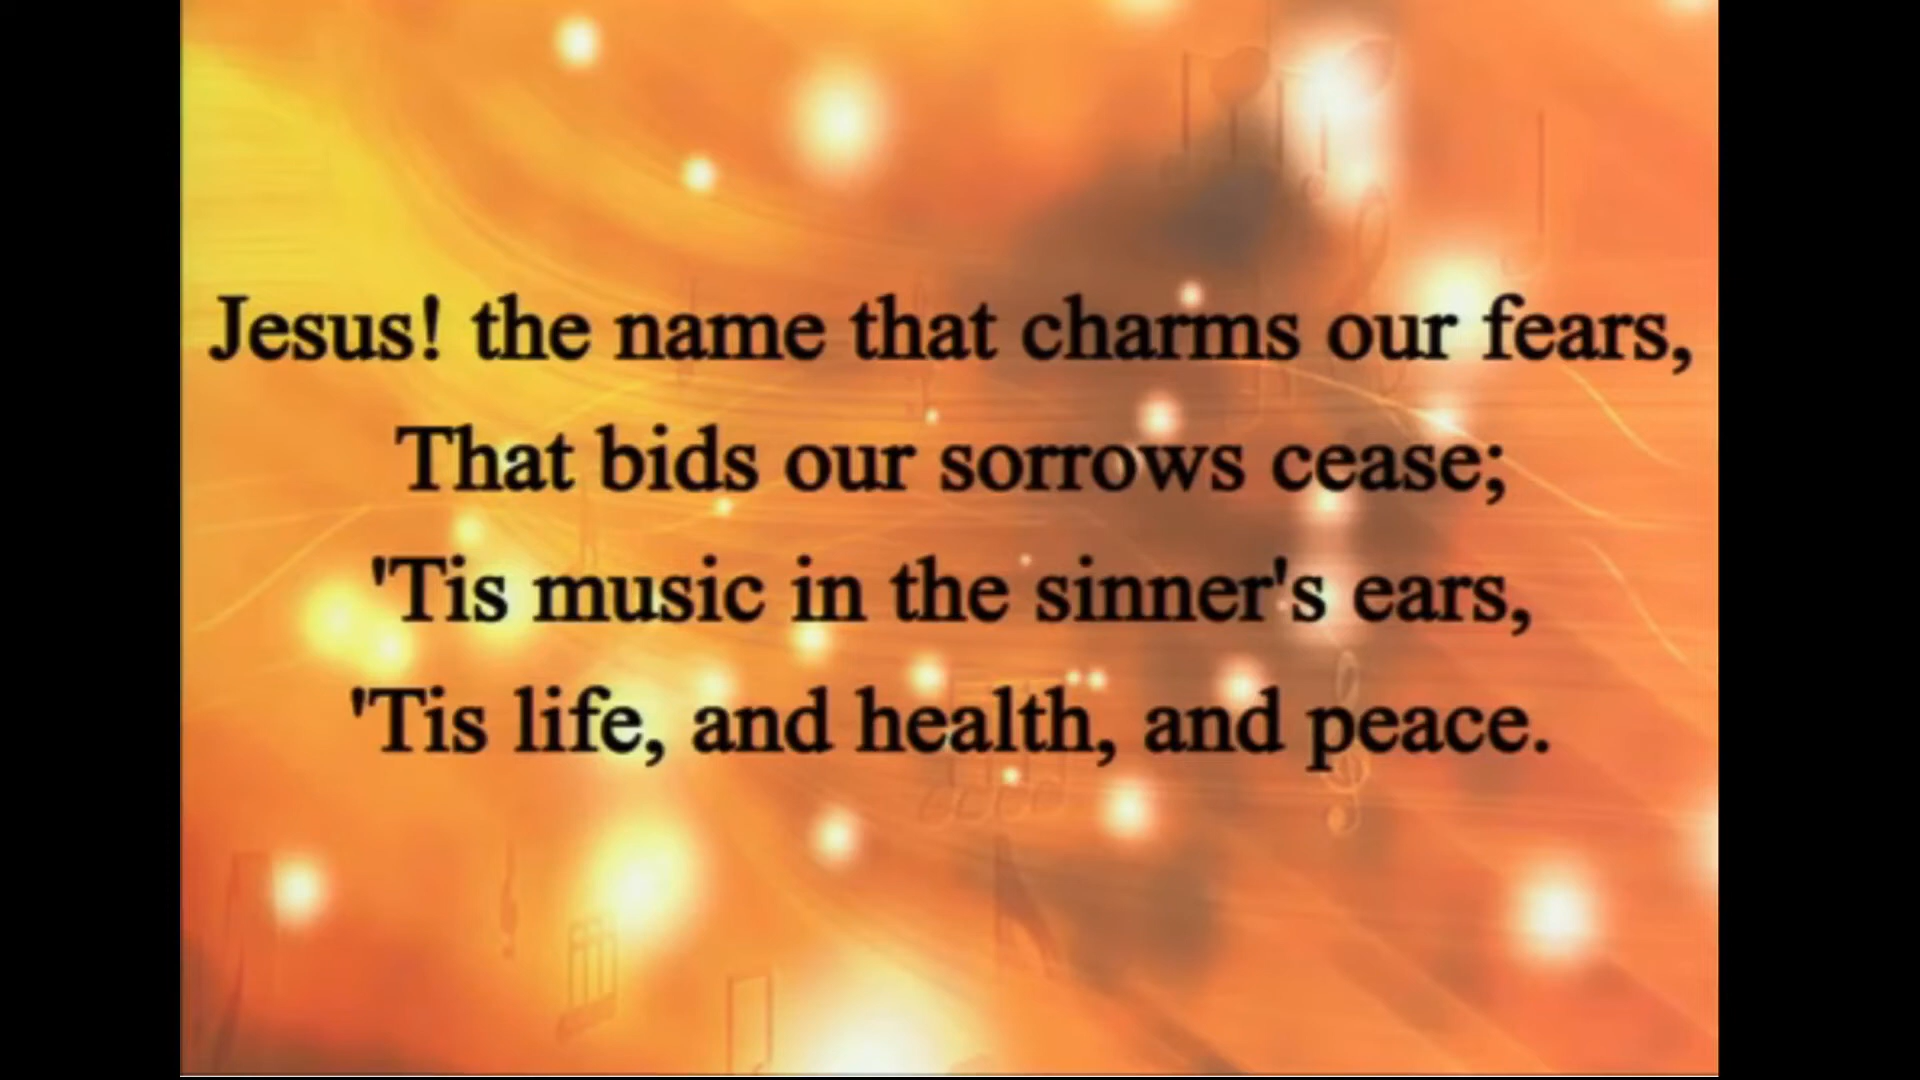 Jesus! the name that charms our fears,
That bids our sorrows cease;
'Tis music in the sinner's ears,
'Tis life, and health, and peace.